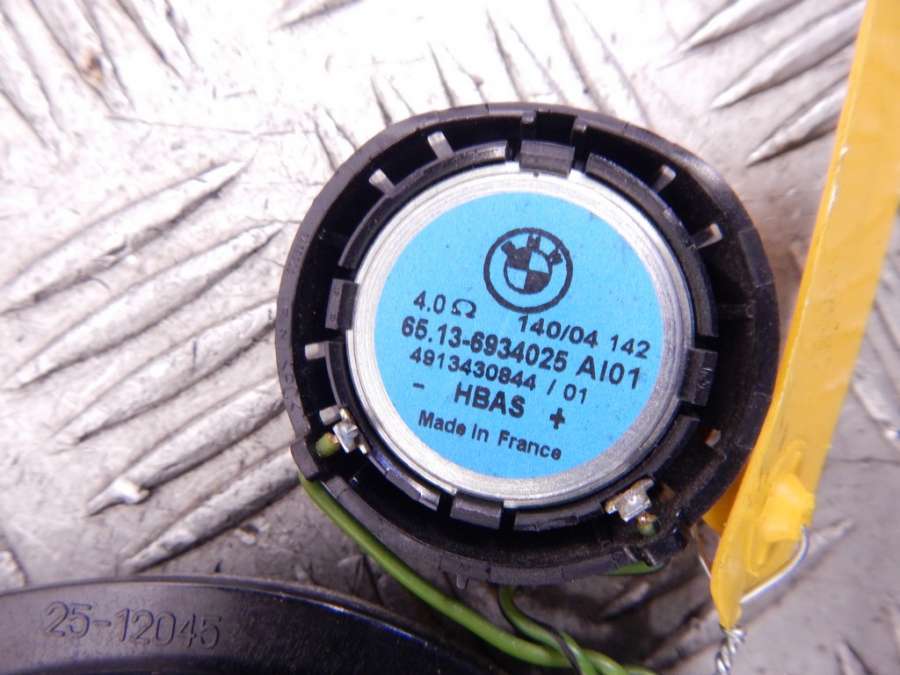 4.0 Ω 140/04 142
65.13-6934025 AI01
4913430844 / 01
- HBAS +
Made in France
25-12045